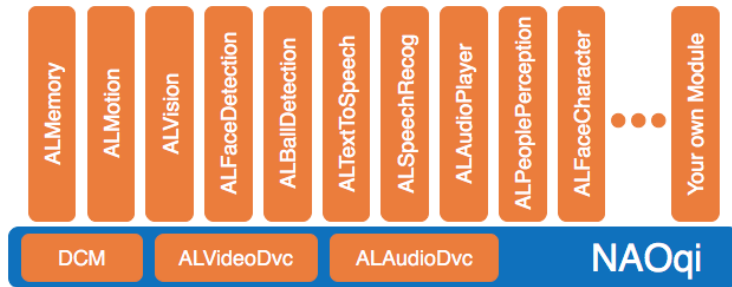 ALMemory
ALMotion
ALVision
ALFaceDetection
ALBallDetection
ALTextToSpeech
ALSpeechRecog
ALAudioPlayer
ALPeoplePerception
ALFaceCharacter
Your own Module
DCM
ALVideoDvc
ALAudioDvc
NAOqi